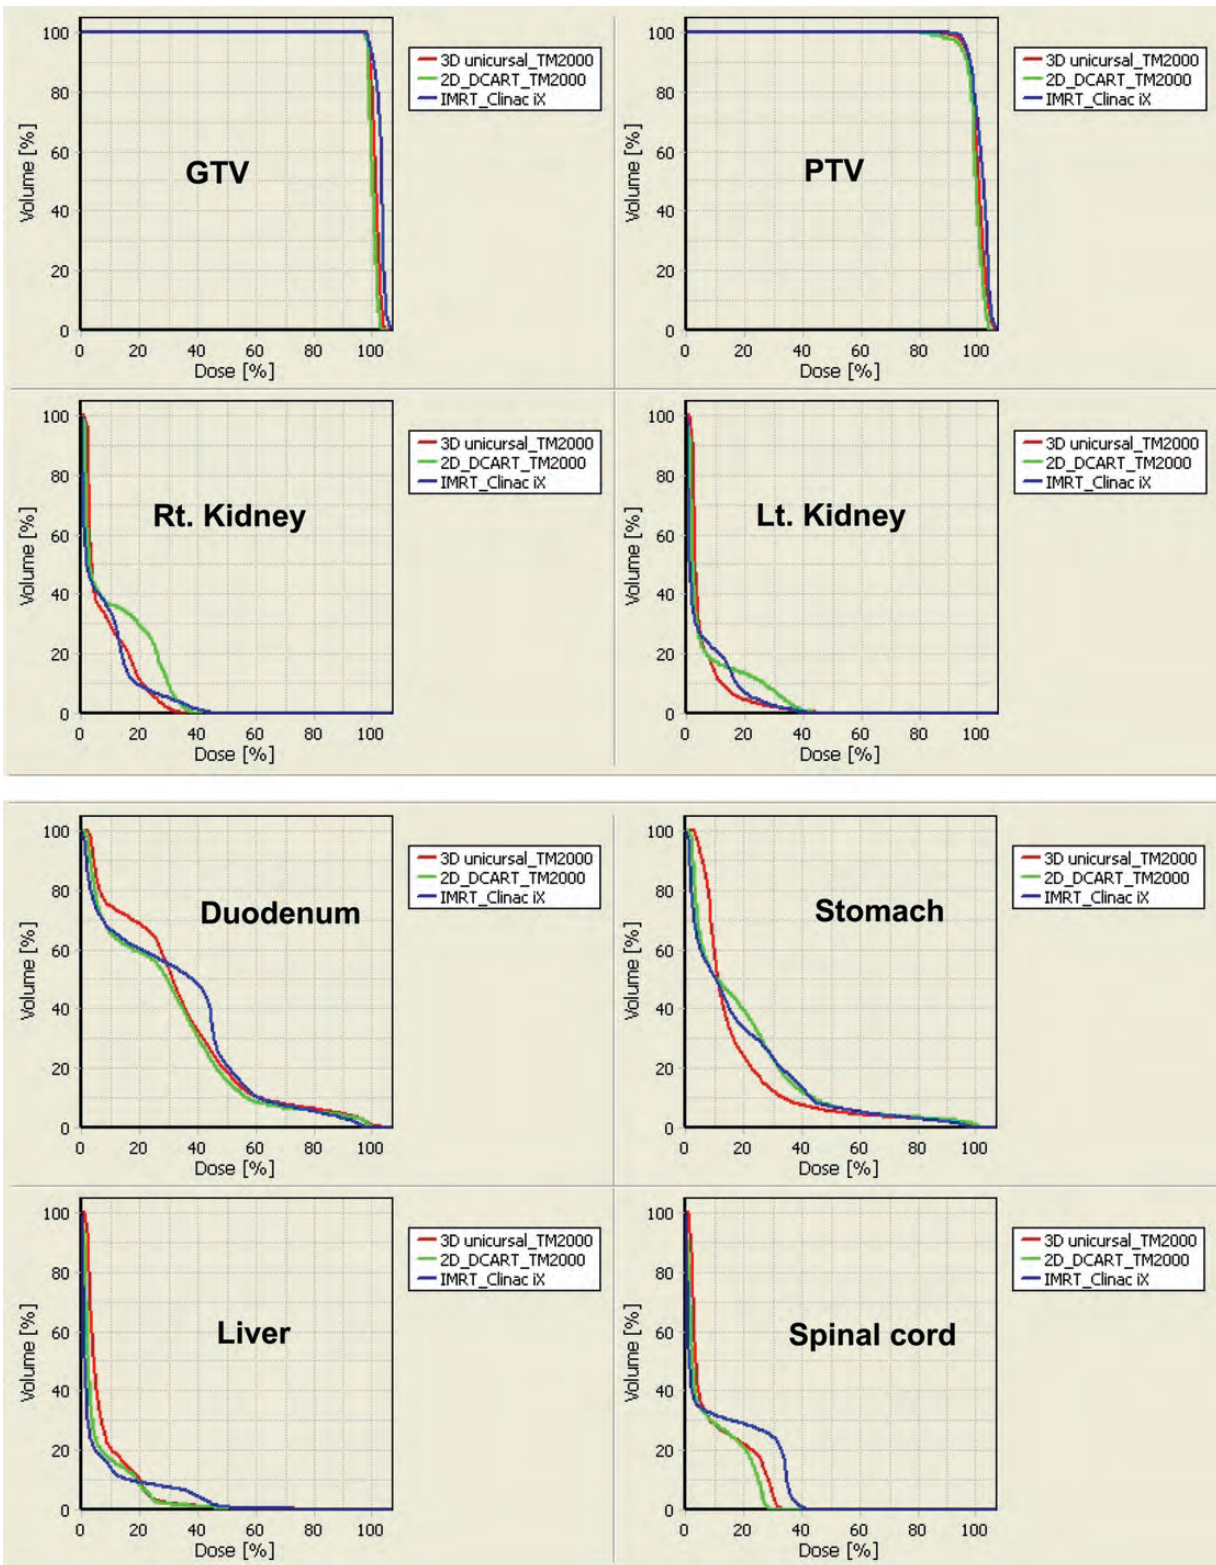 100
80
60
40
20
0
Volume [%]
0 20 40 60 80 100
Dose [%]
GTV
3D unicursal_TM2000
2D_DCART_TM2000
IMRT_Clinac iX
100
80
60
40
20
0
Volume [%]
0 20 40 60 80 100
Dose [%]
PTV
3D unicursal_TM2000
2D_DCART_TM2000
IMRT_Clinac iX
100
80
60
40
20
0
Volume [%]
0 20 40 60 80 100
Dose [%]
Rt. Kidney
3D unicursal_TM2000
2D_DCART_TM2000
IMRT_Clinac iX
100
80
60
40
20
0
Volume [%]
0 20 40 60 80 100
Dose [%]
Lt. Kidney
3D unicursal_TM2000
2D_DCART_TM2000
IMRT_Clinac iX
100
80
60
40
20
0
Volume [%]
0 20 40 60 80 100
Dose [%]
Duodenum
3D unicursal_TM2000
2D_DCART_TM2000
IMRT_Clinac iX
100
80
60
40
20
0
Volume [%]
0 20 40 60 80 100
Dose [%]
Stomach
3D unicursal_TM2000
2D_DCART_TM2000
IMRT_Clinac iX
100
80
60
40
20
0
Volume [%]
0 20 40 60 80 100
Dose [%]
Liver
3D unicursal_TM2000
2D_DCART_TM2000
IMRT_Clinac iX
100
80
60
40
20
0
Volume [%]
0 20 40 60 80 100
Dose [%]
Spinal cord
3D unicursal_TM2000
2D_DCART_TM2000
IMRT_Clinac iX